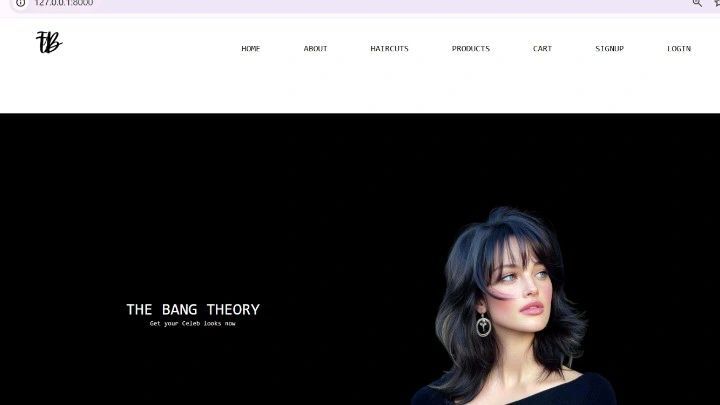 127.0.0.1:8000
TB
HOME ABOUT HAIRCUTS PRODUCTS CART SIGNUP LOGIN
THE BANG THEORY
Get your Celeb looks now